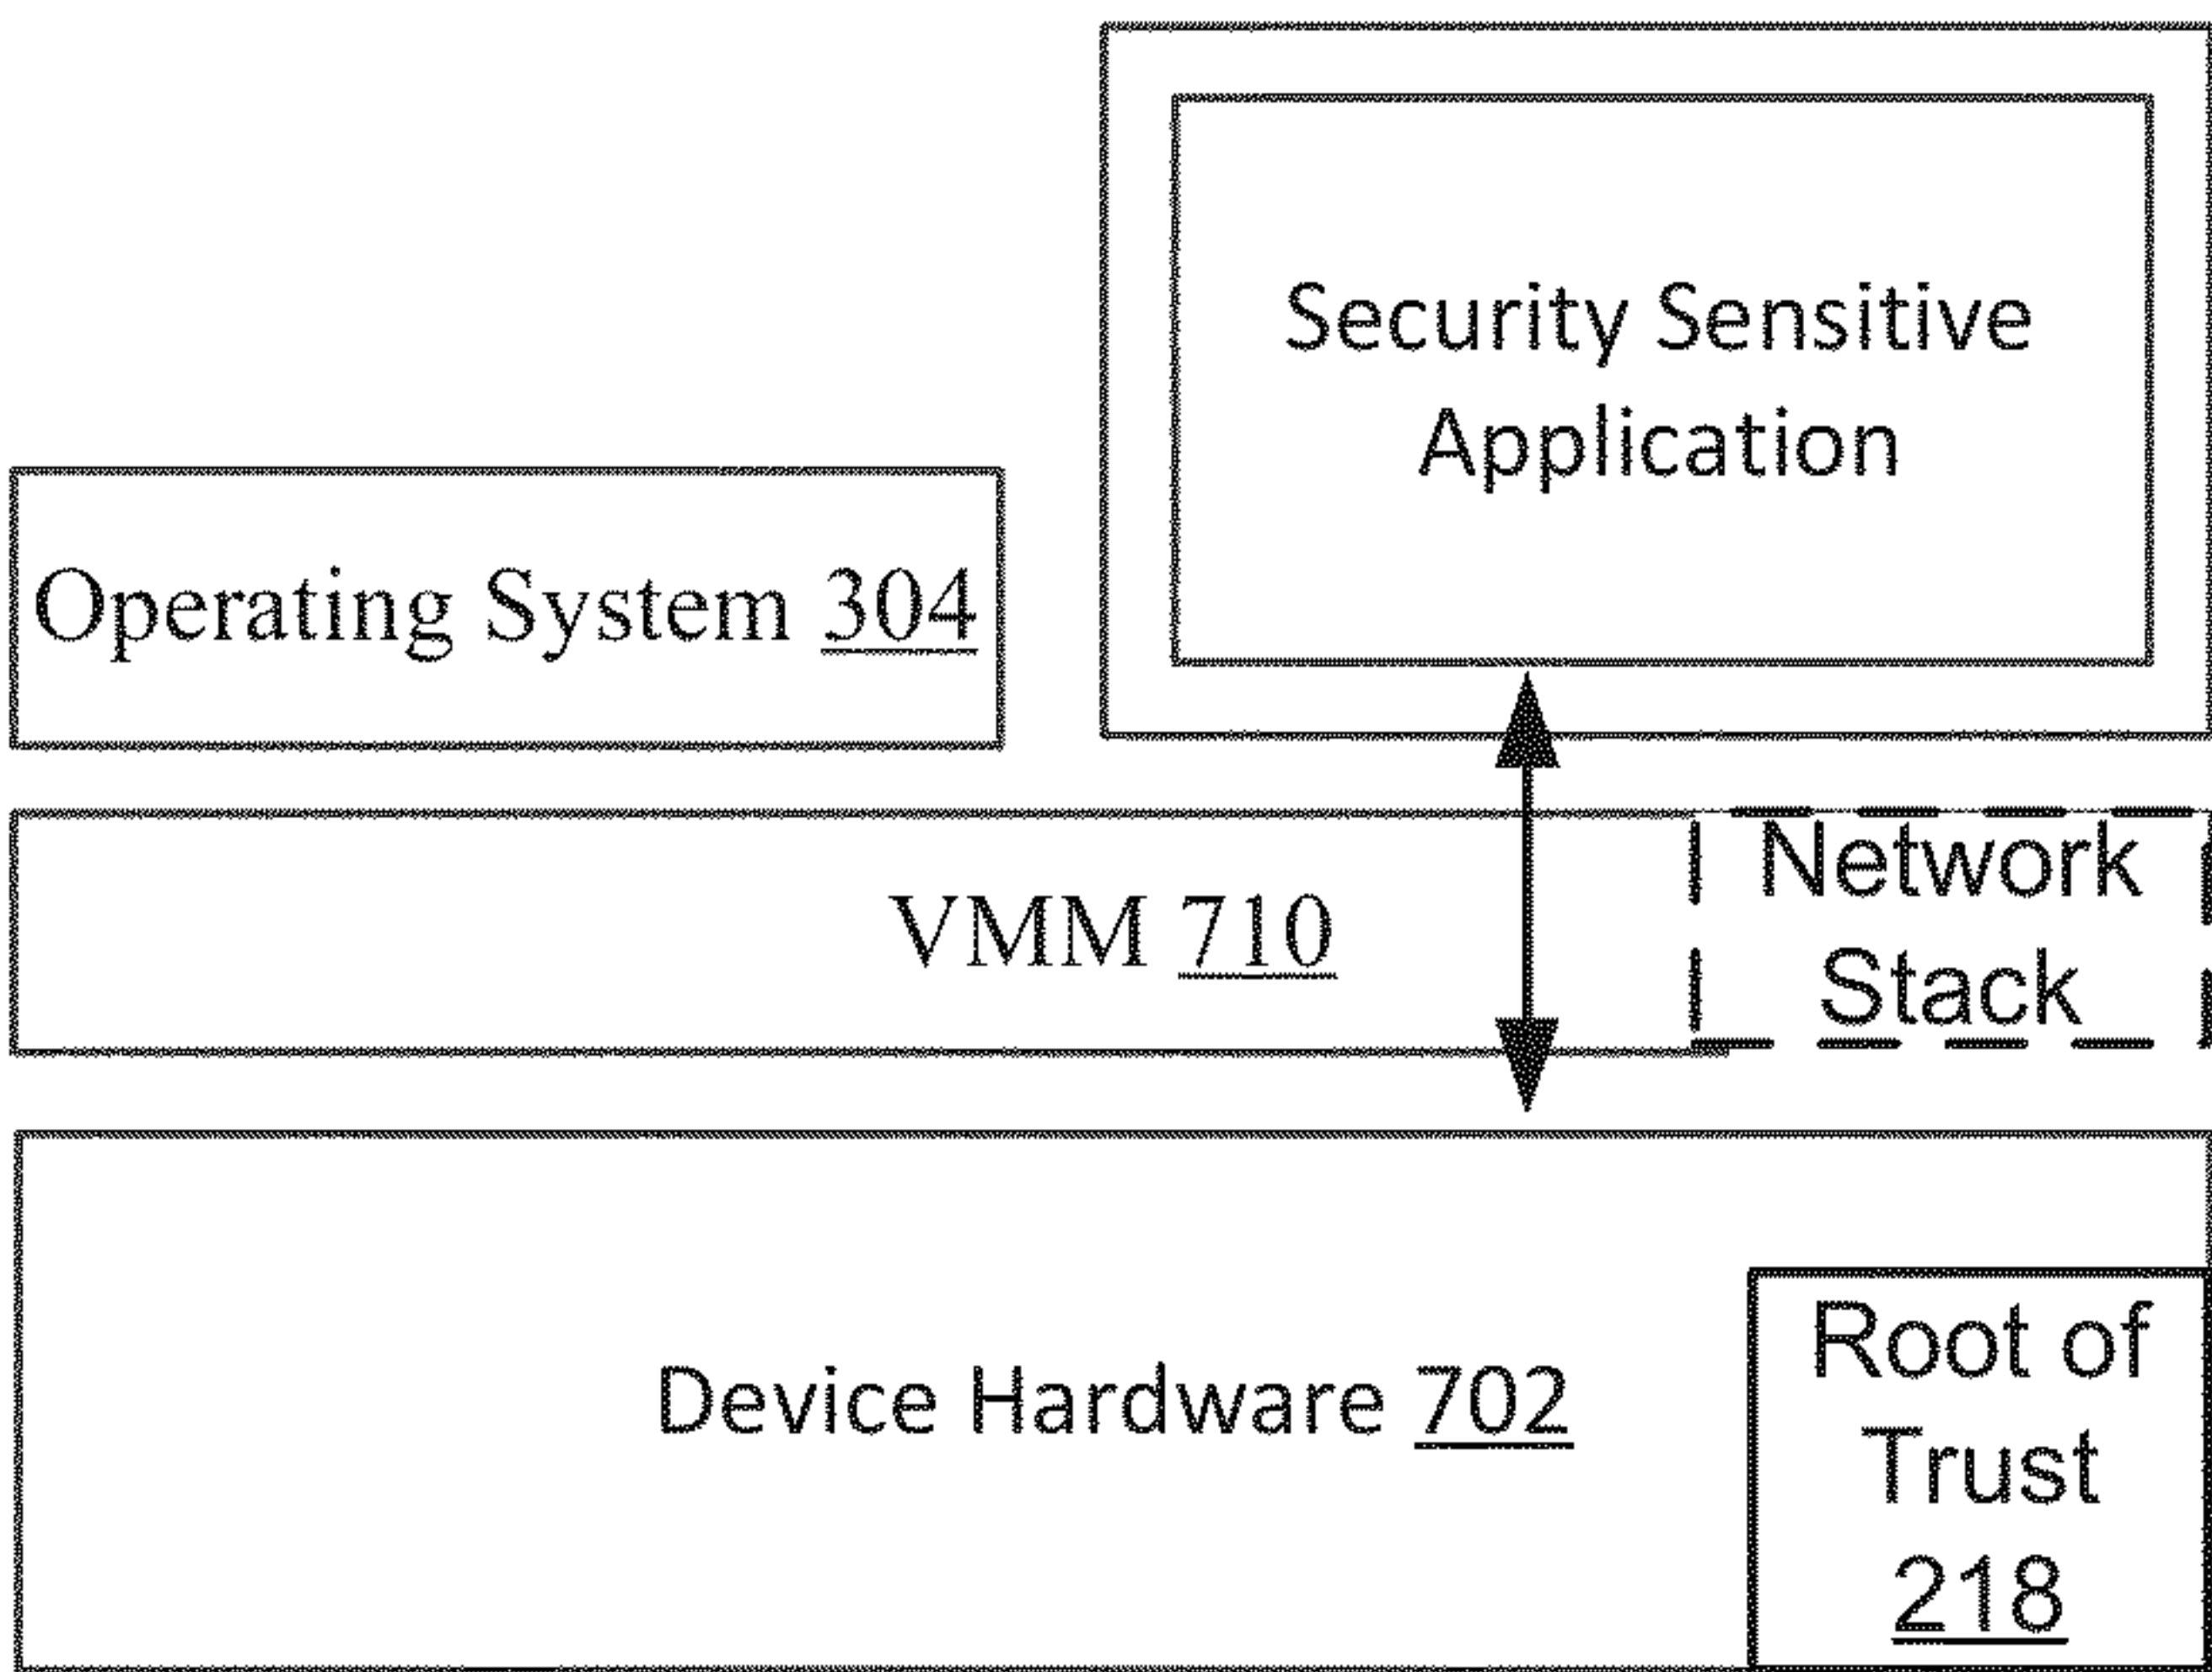 Security Sensitive
Application
Operating System 304
VMM 710
Network
Stack
Device Hardware 702
Root of
Trust
218